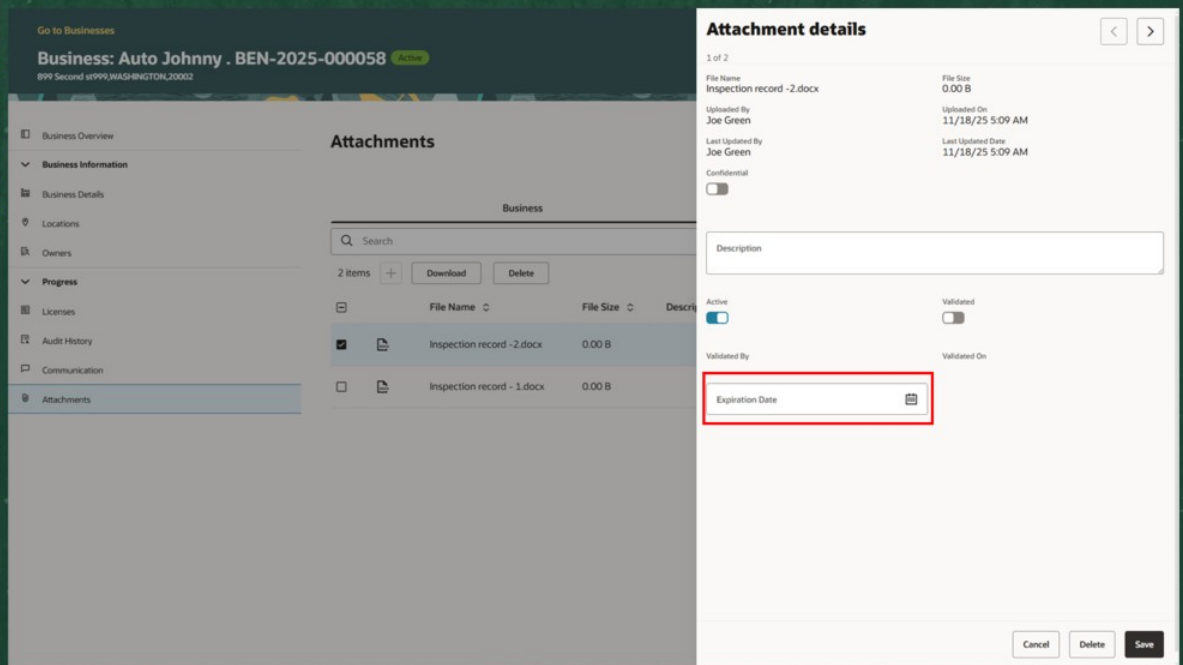 Go to Businesses
Business: Auto Johnny . BEN-2025-000058 Active
899 Second st999,WASHINGTON,20002
Business Overview
Business Information
Business Details
Locations
Owners
Progress
Licenses
Audit History
Communication
Attachments
Attachments
Business
Search
2 items
Download
Delete
File Name
File Size
Descrip
Inspection record -2.docx
0.00 B
Inspection record - 1.docx
0.00 B
Attachment details
1 of 2
File Name
Inspection record -2.docx
File Size
0.00 B
Uploaded By
Joe Green
Uploaded On
11/18/25 5:09 AM
Last Updated By
Joe Green
Last Updated Date
11/18/25 5:09 AM
Confidential
Description
Active
Validated
Validated By
Validated On
Expiration Date
Cancel
Delete
Save